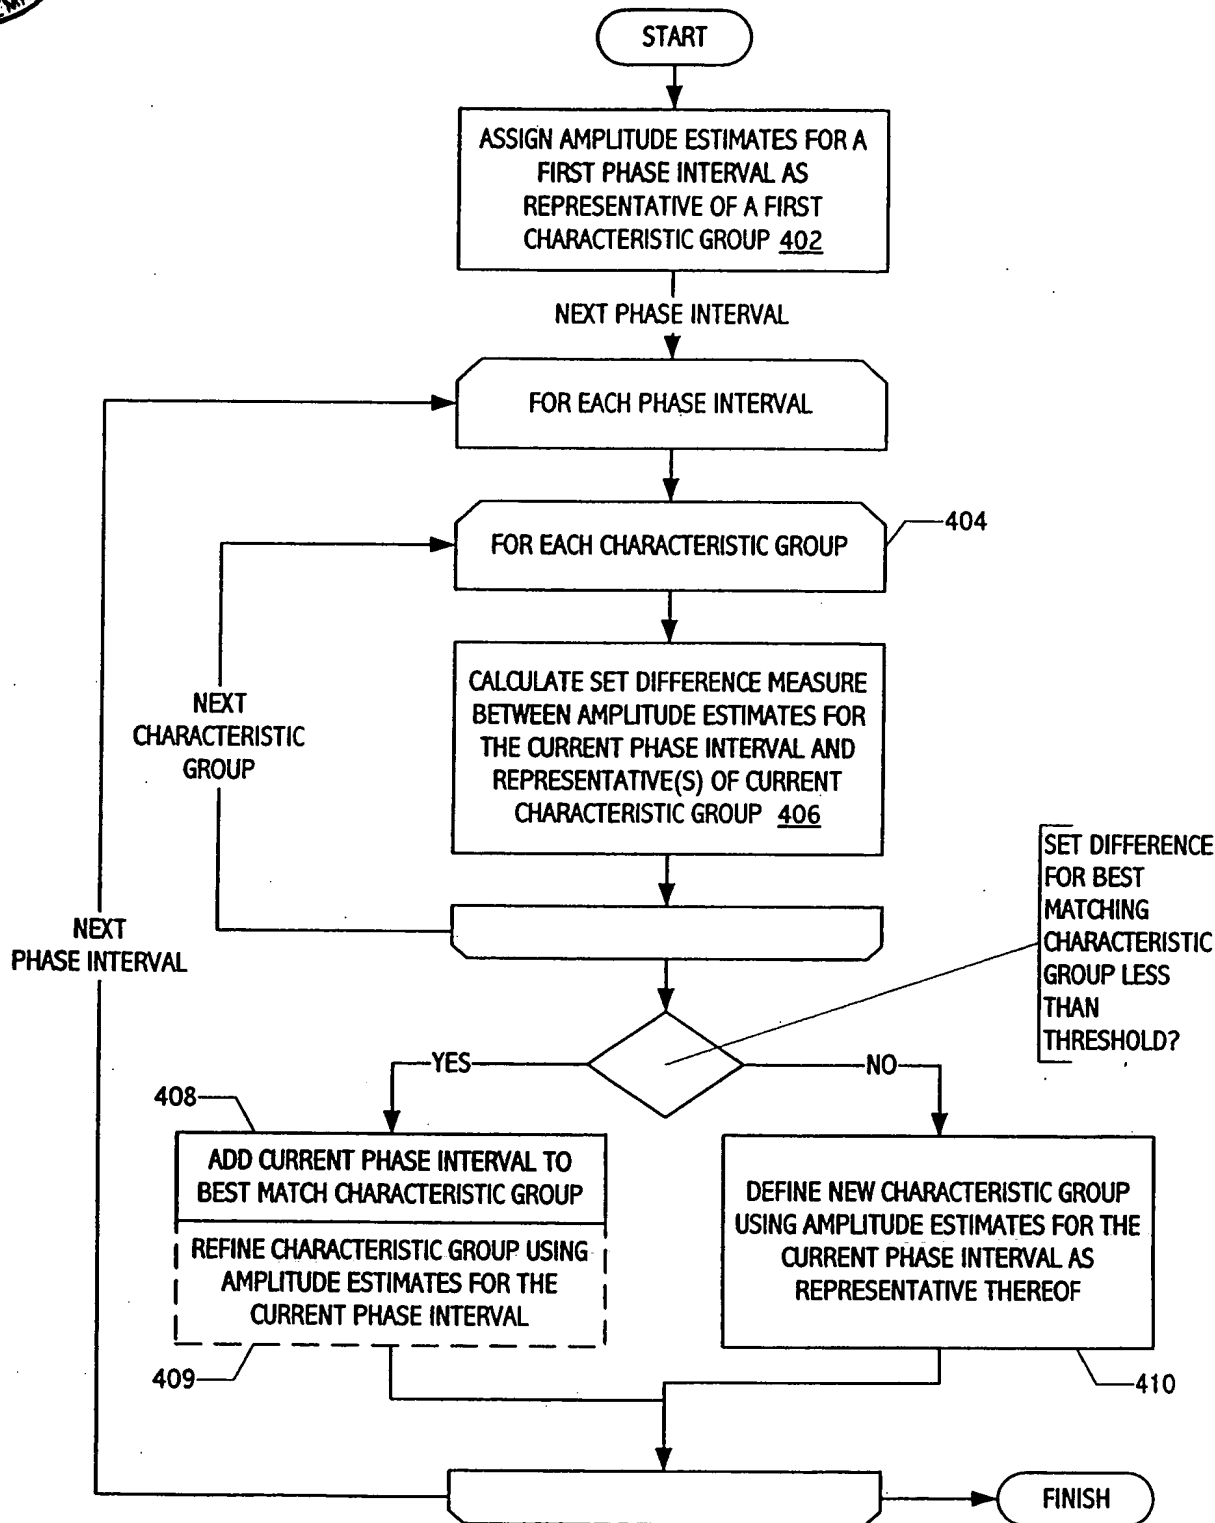 START
ASSIGN AMPLITUDE ESTIMATES FOR A
FIRST PHASE INTERVAL AS
REPRESENTATIVE OF A FIRST
CHARACTERISTIC GROUP 402
NEXT PHASE INTERVAL
FOR EACH PHASE INTERVAL
FOR EACH CHARACTERISTIC GROUP
404
CALCULATE SET DIFFERENCE MEASURE
BETWEEN AMPLITUDE ESTIMATES FOR
THE CURRENT PHASE INTERVAL AND
REPRESENTATIVE(S) OF CURRENT
CHARACTERISTIC GROUP 406
NEXT
CHARACTERISTIC
GROUP
SET DIFFERENCE
FOR BEST
MATCHING
CHARACTERISTIC
GROUP LESS
THAN
THRESHOLD?
NEXT
PHASE INTERVAL
YES
NO
408
ADD CURRENT PHASE INTERVAL TO
BEST MATCH CHARACTERISTIC GROUP
REFINE CHARACTERISTIC GROUP USING
AMPLITUDE ESTIMATES FOR THE
CURRENT PHASE INTERVAL
409
DEFINE NEW CHARACTERISTIC GROUP
USING AMPLITUDE ESTIMATES FOR THE
CURRENT PHASE INTERVAL AS
REPRESENTATIVE THEREOF
410
FINISH